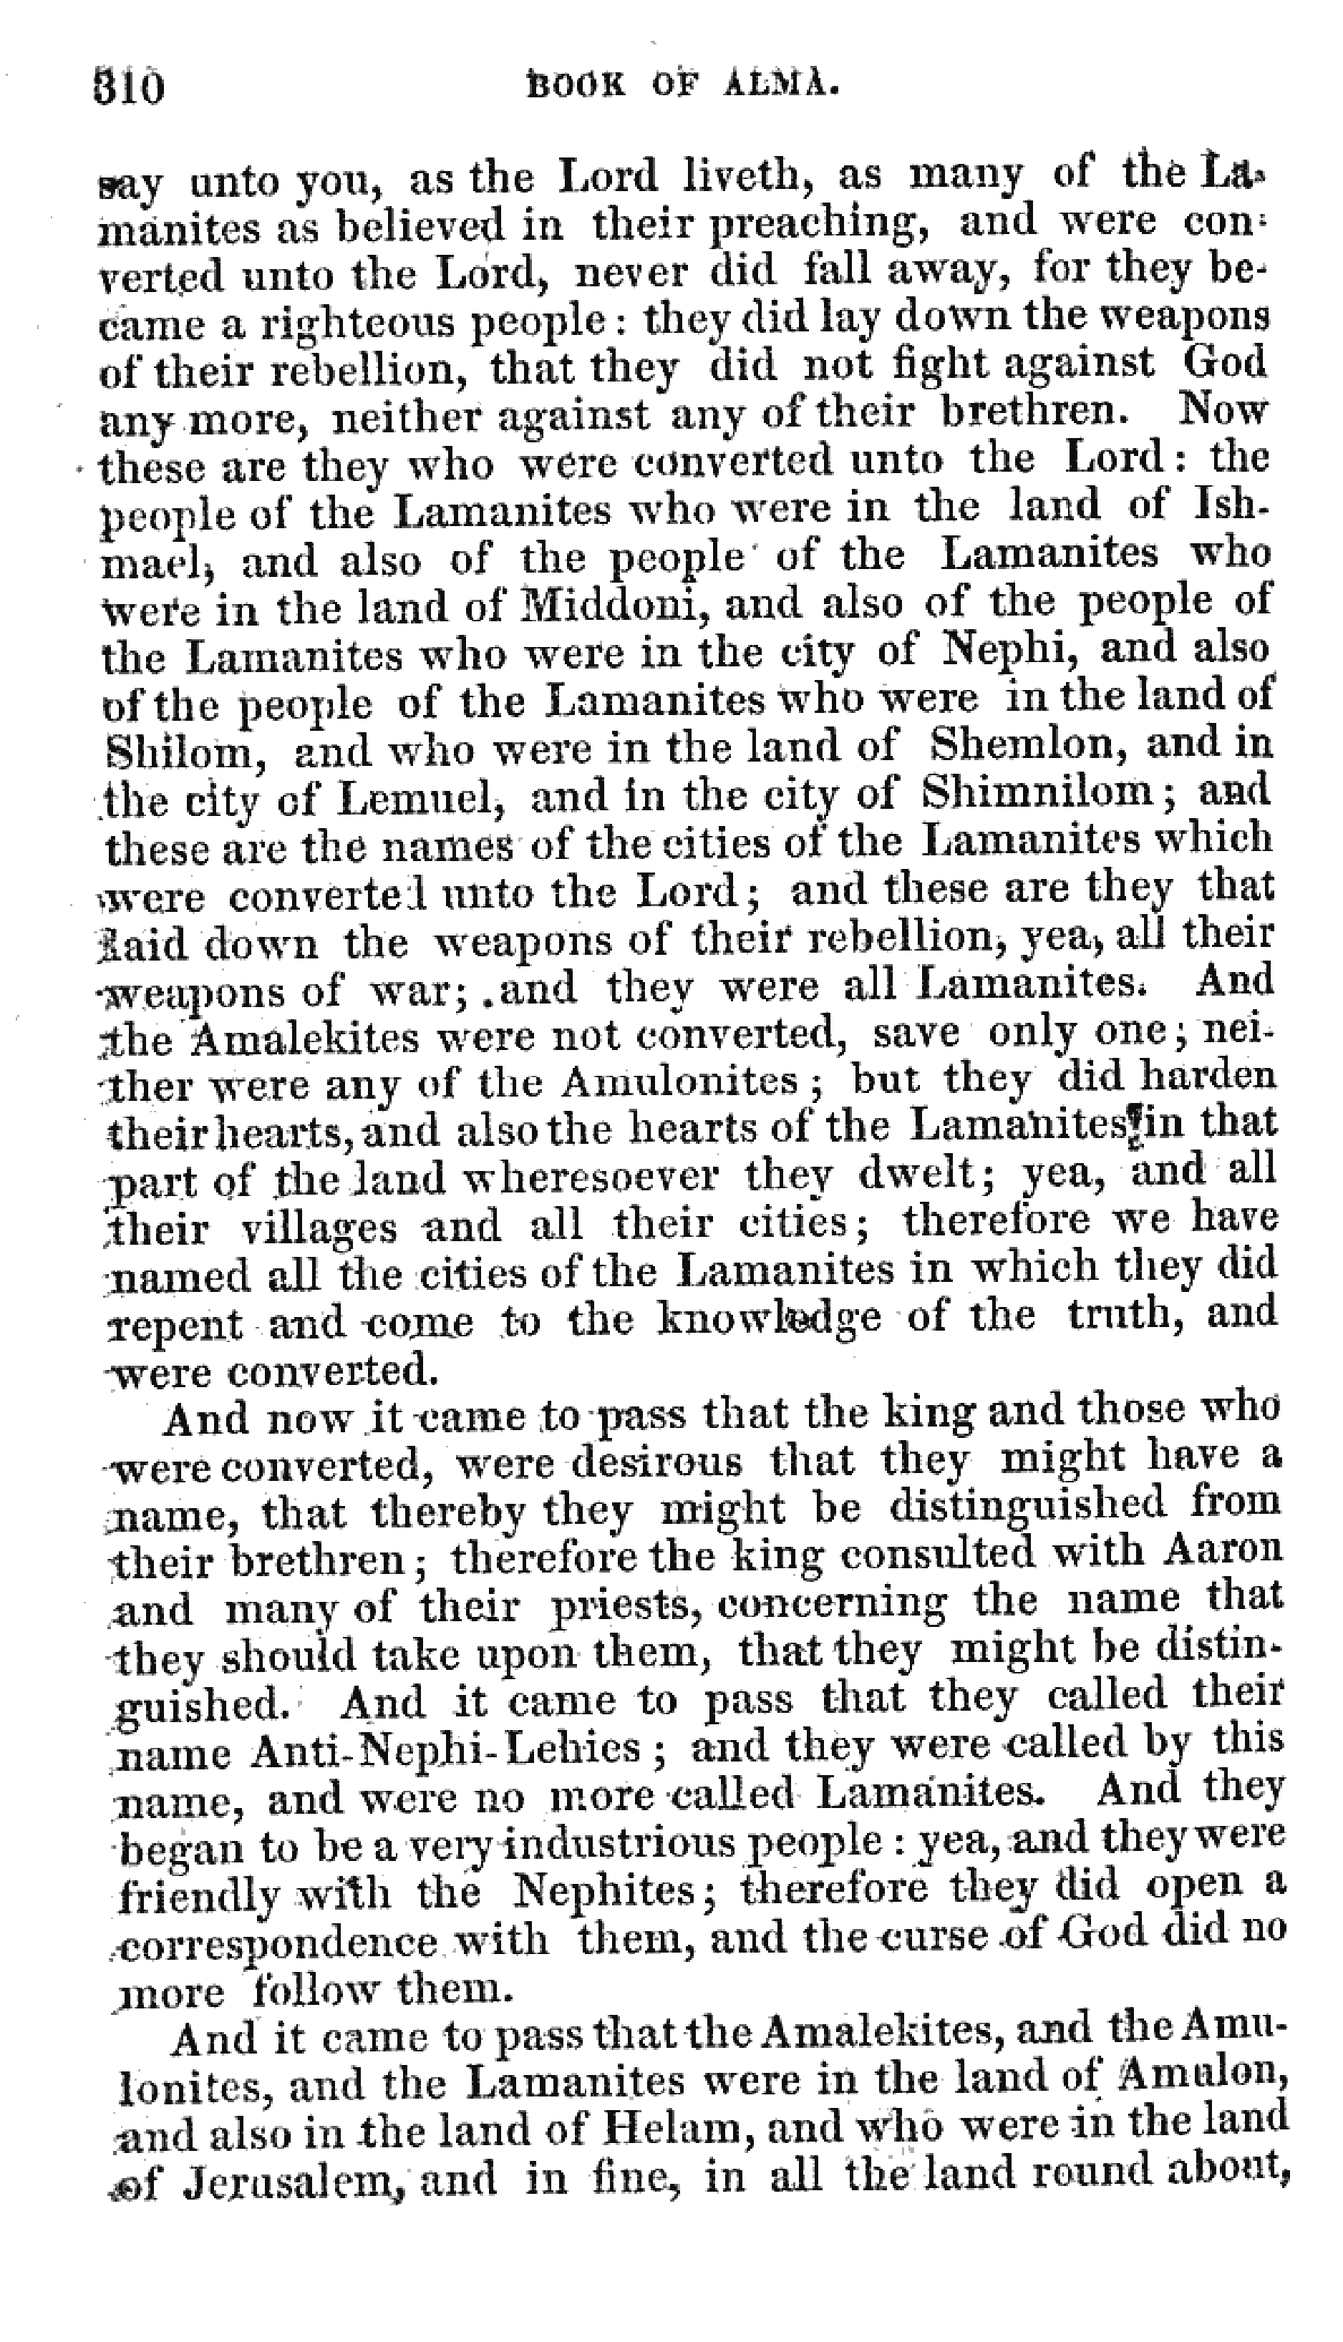 310 BOOK OF ALMA.
say unto you, as the Lord liveth, as many of the La-
manites as believed in their preaching, and were con-
verted unto the Lord, never did fall away, for they be-
came a righteous people: they did lay down the weapons
of their rebellion, that they did not fight against God
any more, neither against any of their brethren. Now
these are they who were converted unto the Lord: the
people of the Lamanites who were in the land of Ish-
mael, and also of the people of the Lamanites who
were in the land of Middoni, and also of the people of
the Lamanites who were in the city of Nephi, and also
of the people of the Lamanites who were in the land of
Shilom, and who were in the land of Shemlon, and in
the city of Lemuel, and in the city of Shimnilom; and
these are the names of the cities of the Lamanites which
were converted unto the Lord; and these are they that
laid down the weapons of their rebellion, yea, all their
weapons of war; and they were all Lamanites. And
the Amalekites were not converted, save only one; nei-
ther were any of the Amulonites; but they did harden
their hearts, and also the hearts of the Lamanites in that
part of the land wheresoever they dwelt; yea, and all
their villages and all their cities; therefore we have
named all the cities of the Lamanites in which they did
repent and come to the knowledge of the truth, and
were converted.
And now it came to pass that the king and those who
were converted, were desirous that they might have a
name, that thereby they might be distinguished from
their brethren; therefore the king consulted with Aaron
and many of their priests, concerning the name that
they should take upon them, that they might be distin-
guished. And it came to pass that they called their
name Anti-Nephi-Lehies; and they were called by this
name, and were no more called Lamanites. And they
began to be a very industrious people: yea, and they were
friendly with the Nephites; therefore they did open a
correspondence with them, and the curse of God did no
more follow them.
And it came to pass that the Amalekites, and the Amu-
lonites, and the Lamanites were in the land of Amulon,
and also in the land of Helam, and who were in the land
of Jerusalem, and in fine, in all the land round about,